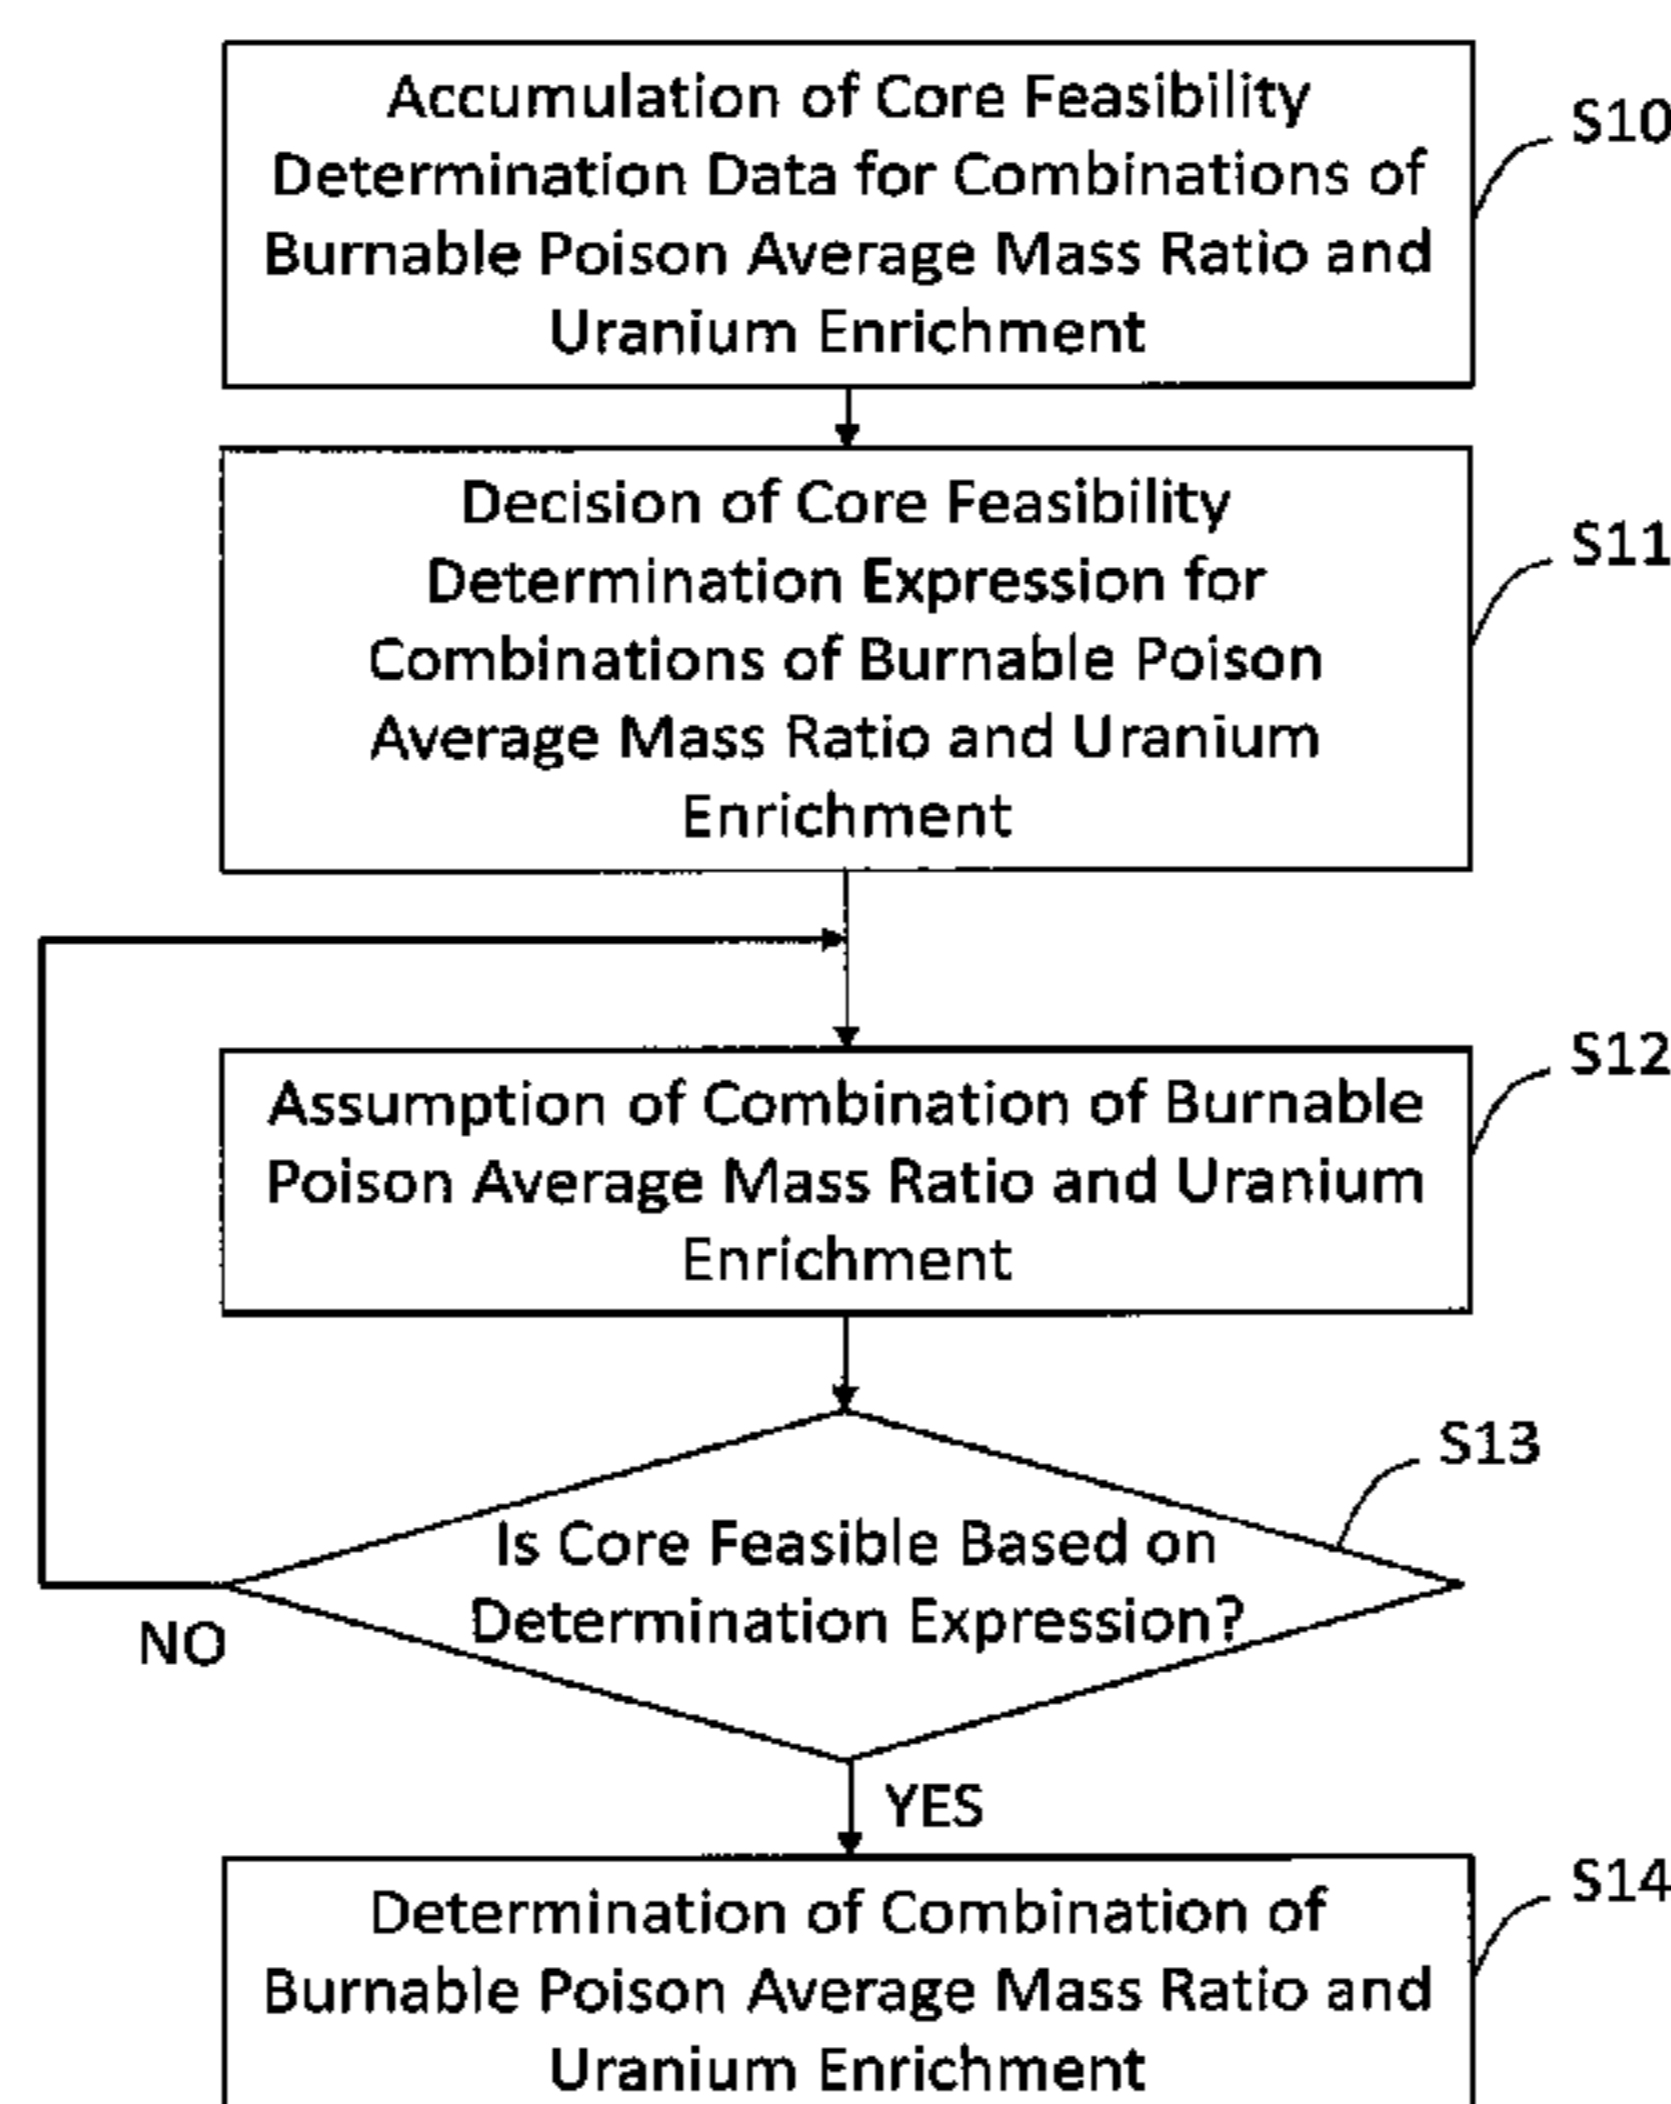 Accumulation of Core Feasibility
Determination Data for Combinations of
Burnable Poison Average Mass Ratio and
Uranium Enrichment
S10
Decision of Core Feasibility
Determination Expression for
Combinations of Burnable Poison
Average Mass Ratio and Uranium
Enrichment
S11
Assumption of Combination of Burnable
Poison Average Mass Ratio and Uranium
Enrichment
S12
Is Core Feasible Based on
Determination Expression?
S13
NO
YES
Determination of Combination of
Burnable Poison Average Mass Ratio and
Uranium Enrichment
S14